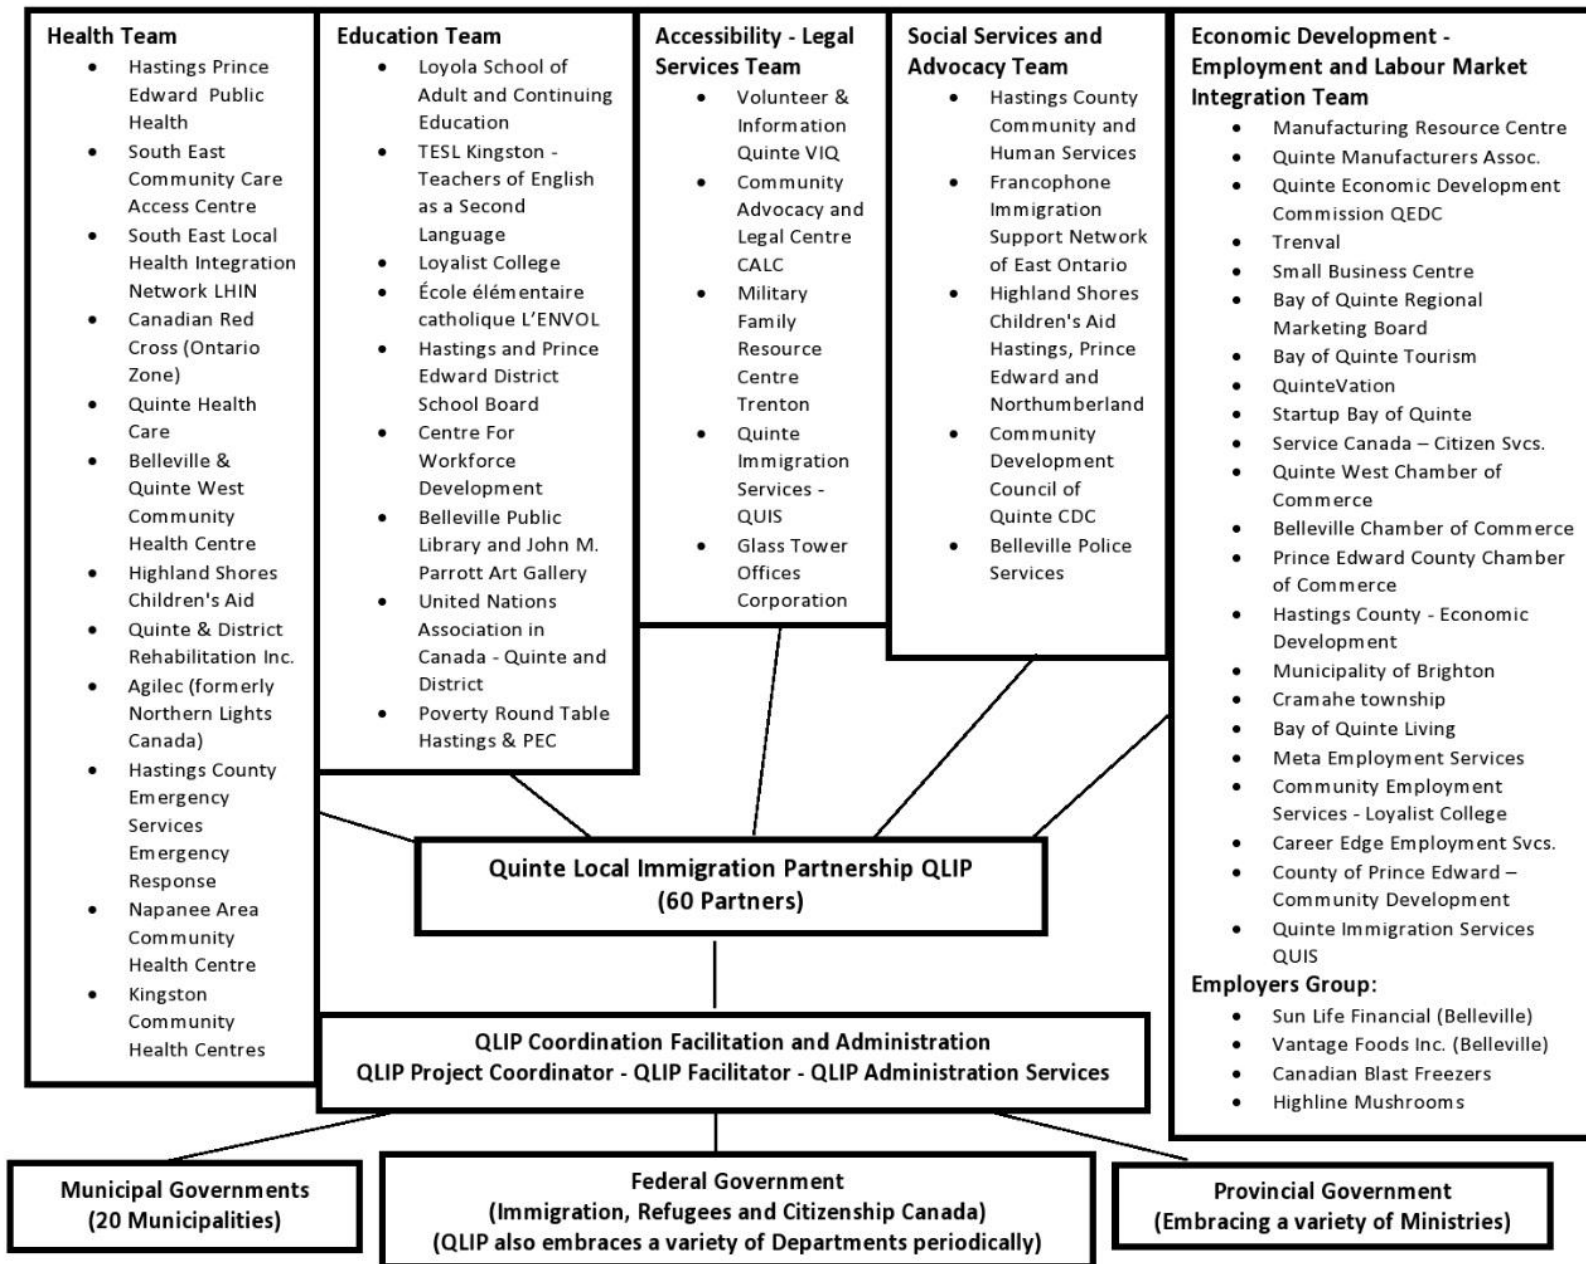 Health Team
Hastings Prince
Edward Public
Health
South East
Community Care
Access Centre
South East Local
Health Integration
Network LHIN
Canadian Red
Cross (Ontario
Zone)
Quinte Health
Care
Belleville &
Quinte West
Community
Health Centre
Highland Shores
Children's Aid
Quinte & District
Rehabilitation Inc.
Agilec (formerly
Northern Lights
Canada)
Hastings County
Emergency
Services
Emergency
Response
Napanee Area
Community
Health Centre
Kingston
Community
Health Centres
Education Team
Loyola School of
Adult and Continuing
Education
TESL Kingston -
Teachers of English
as a Second
Language
Loyalist College
École élémentaire
catholique L’ENVOL
Hastings and Prince
Edward District
School Board
Centre For
Workforce
Development
Belleville Public
Library and John M.
Parrott Art Gallery
United Nations
Association in
Canada - Quinte and
District
Poverty Round Table
Hastings & PEC
Accessibility - Legal
Services Team
Volunteer &
Information
Quinte VIQ
Community
Advocacy and
Legal Centre
CALC
Military
Family
Resource
Centre
Trenton
Quinte
Immigration
Services -
QUIS
Glass Tower
Offices
Corporation
Social Services and
Advocacy Team
Hastings County
Community and
Human Services
Francophone
Immigration
Support Network
of East Ontario
Highland Shores
Children's Aid
Hastings, Prince
Edward and
Northumberland
Community
Development
Council of
Quinte CDC
Belleville Police
Services
Economic Development -
Employment and Labour Market
Integration Team
Manufacturing Resource Centre
Quinte Manufacturers Assoc.
Quinte Economic Development
Commission QEDC
Trenval
Small Business Centre
Bay of Quinte Regional
Marketing Board
Bay of Quinte Tourism
QuinteVation
Startup Bay of Quinte
Service Canada – Citizen Svcs.
Quinte West Chamber of
Commerce
Belleville Chamber of Commerce
Prince Edward County Chamber
of Commerce
Hastings County - Economic
Development
Municipality of Brighton
Cramahe township
Bay of Quinte Living
Meta Employment Services
Community Employment
Services - Loyalist College
Career Edge Employment Svcs.
County of Prince Edward –
Community Development
Quinte Immigration Services
QUIS
Employers Group:
Sun Life Financial (Belleville)
Vantage Foods Inc. (Belleville)
Canadian Blast Freezers
Highline Mushrooms
Quinte Local Immigration Partnership QLIP
(60 Partners)
QLIP Coordination Facilitation and Administration
QLIP Project Coordinator - QLIP Facilitator - QLIP Administration Services
Municipal Governments
(20 Municipalities)
Federal Government
(Immigration, Refugees and Citizenship Canada)
(QLIP also embraces a variety of Departments periodically)
Provincial Government
(Embracing a variety of Ministries)